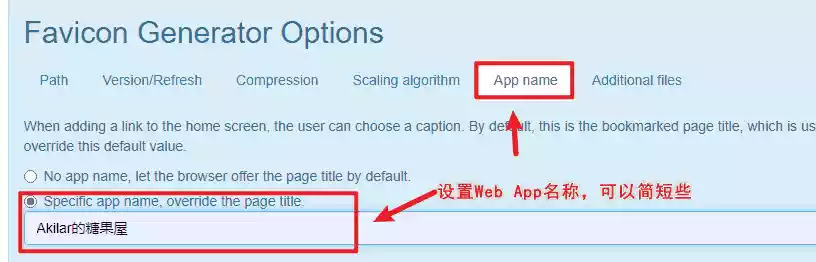 Favicon Generator Options
Path Version/Refresh Compression Scaling algorithm App name Additional files
When adding a link to the home screen, the user can choose a caption. By default, this is the bookmarked page title, which is us
override this default value.
No app name, let the browser offer the page title by default.
设置Web App名称，可以简短些
Specific app name, override the page title.
Akilar的糖果屋